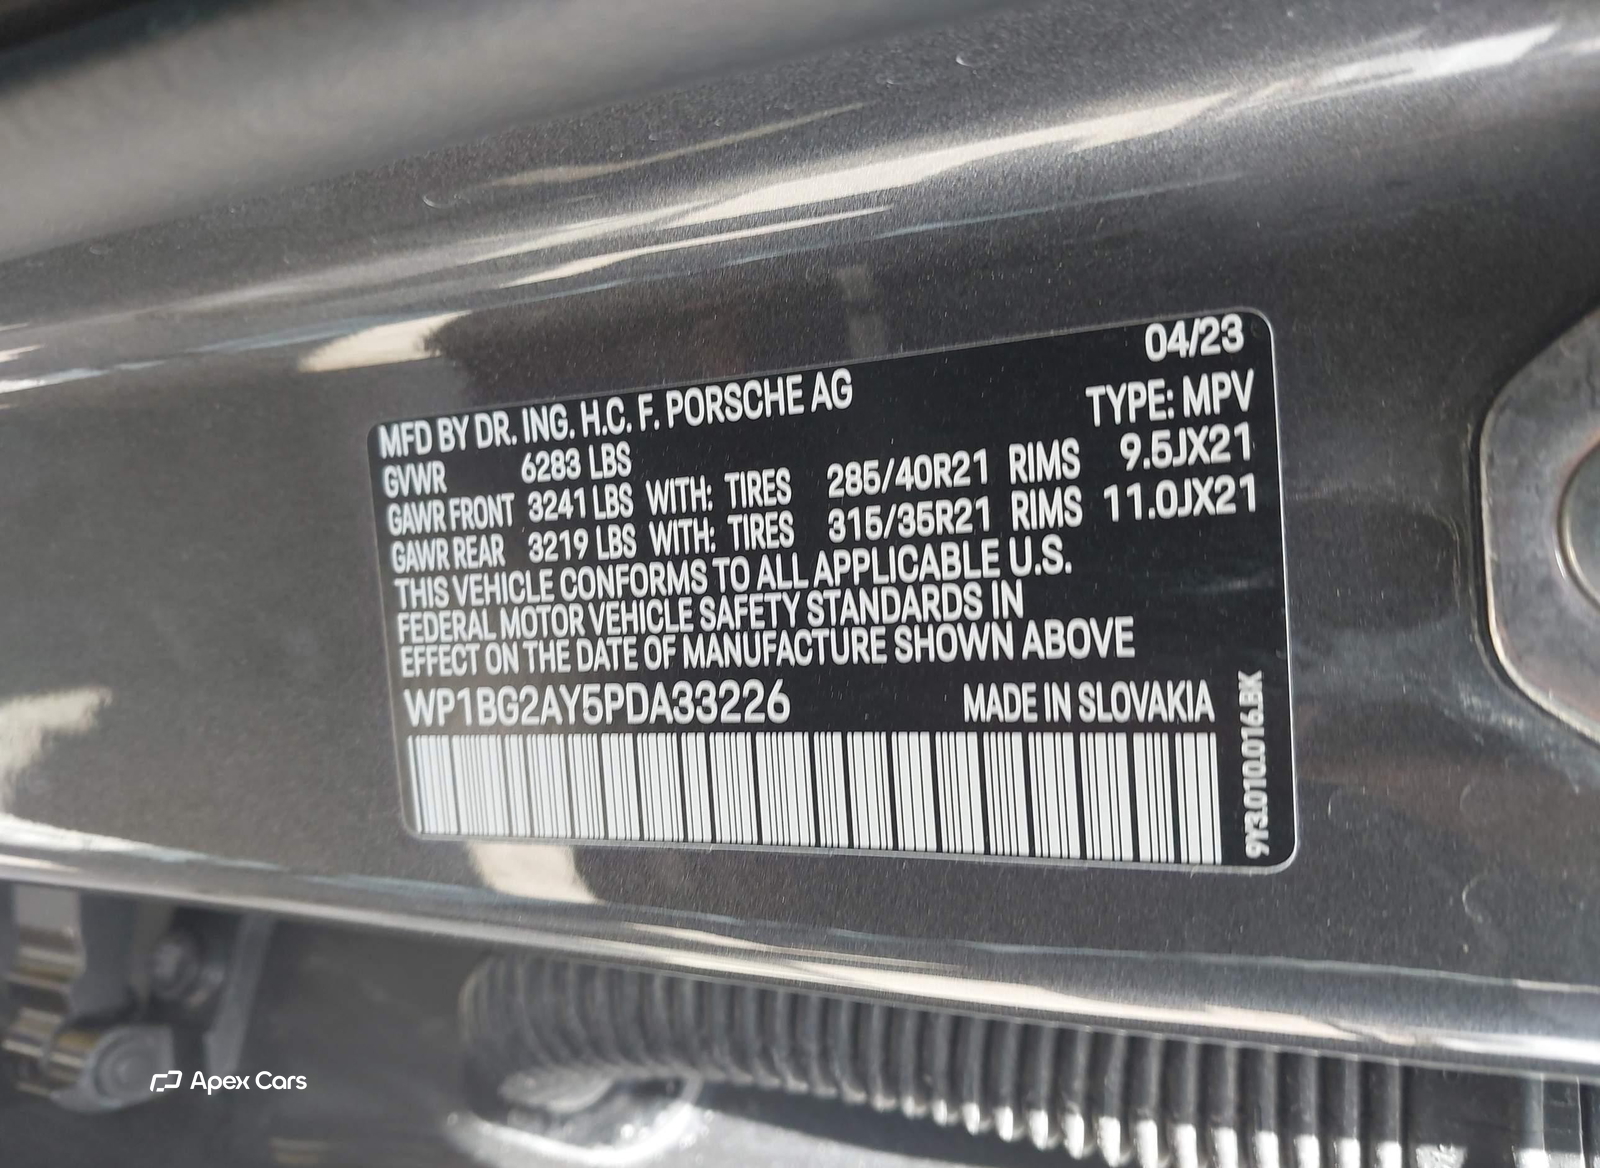 04/23
MFD BY DR. ING. H.C. F. PORSCHE AG TYPE: MPV
GVWR 6283 LBS
GAWR FRONT 3241 LBS WITH: TIRES 285/40R21 RIMS 9.5JX21
GAWR REAR 3219 LBS WITH: TIRES 315/35R21 RIMS 11.0JX21
THIS VEHICLE CONFORMS TO ALL APPLICABLE U.S.
FEDERAL MOTOR VEHICLE SAFETY STANDARDS IN
EFFECT ON THE DATE OF MANUFACTURE SHOWN ABOVE
WP1BG2AY5PDA33226 MADE IN SLOVAKIA
9Y3.010.016.BK
Apex Cars